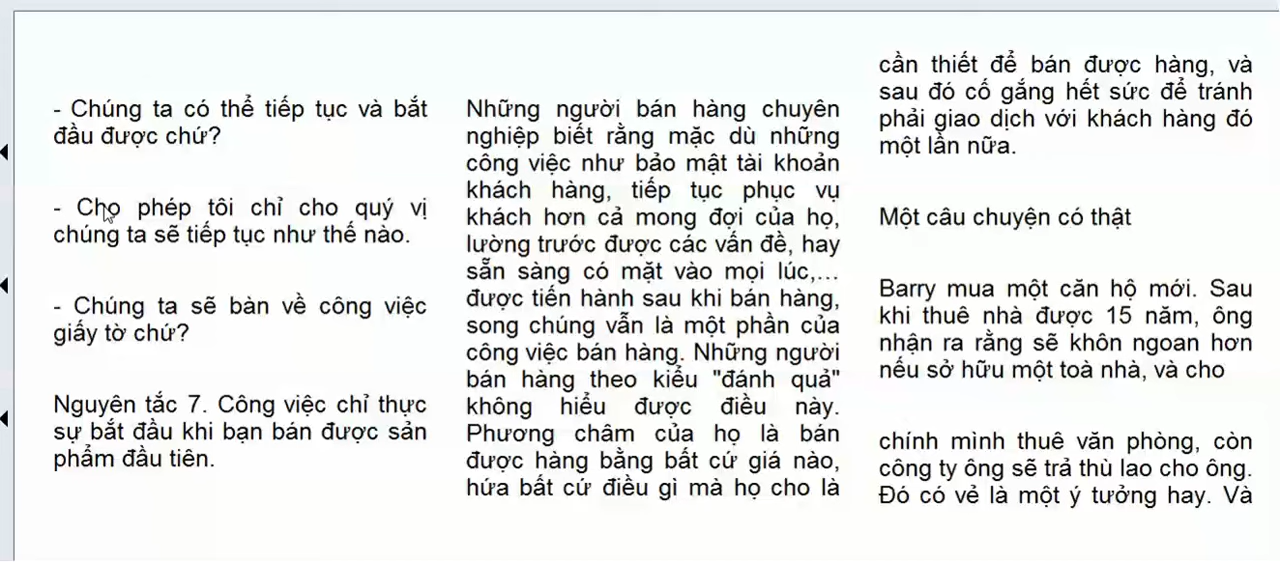 - Chúng ta có thể tiếp tục và bắt
đầu được chứ?
- Cho phép tôi chỉ cho quý vị
chúng ta sẽ tiếp tục như thế nào.
- Chúng ta sẽ bàn về công việc
giấy tờ chứ?
Nguyên tắc 7. Công việc chỉ thực
sự bắt đầu khi bạn bán được sản
phẩm đầu tiên.
Những người bán hàng chuyên
nghiệp biết rằng mặc dù những
công việc như bảo mật tài khoản
khách hàng, tiếp tục phục vụ
khách hơn cả mong đợi của họ,
lường trước được các vấn đề, hay
sẵn sàng có mặt vào mọi lúc,...
được tiến hành sau khi bán hàng,
song chúng vẫn là một phần của
công việc bán hàng. Những người
bán hàng theo kiểu "đánh quả"
không hiểu được điều này.
Phương châm của họ là bán
được hàng bằng bất cứ giá nào,
hứa bất cứ điều gì mà họ cho là
cần thiết để bán được hàng, và
sau đó cố gắng hết sức để tránh
phải giao dịch với khách hàng đó
một lần nữa.
Một câu chuyện có thật
Barry mua một căn hộ mới. Sau
khi thuê nhà được 15 năm, ông
nhận ra rằng sẽ khôn ngoan hơn
nếu sở hữu một toà nhà, và cho
chính mình thuê văn phòng, còn
công ty ông sẽ trả thù lao cho ông.
Đó có vẻ là một ý tưởng hay. Và